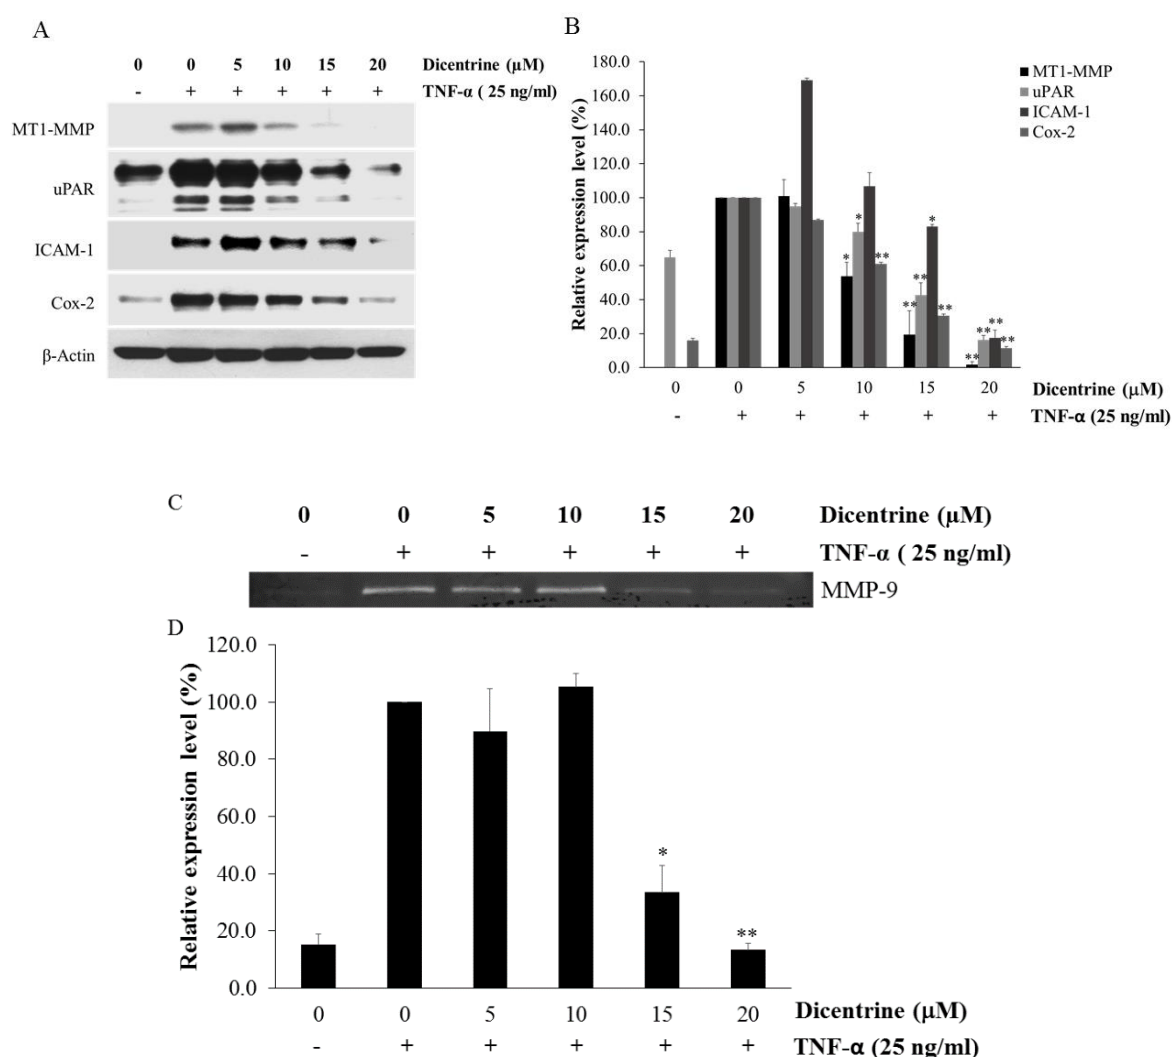 A
0 0 5 10 15 20 Dicentrine (µM)
- + + + + + TNF-α ( 25 ng/ml)
MT1-MMP
uPAR
ICAM-1
Cox-2
β-Actin
B
180.0
160.0
140.0
120.0
100.0
80.0
60.0
40.0
20.0
0.0
Relative expression level (%)
MT1-MMP
uPAR
ICAM-1
Cox-2
* * **
** ** * **
** ** ** **
0 0 5 10 15 20 Dicentrine (µM)
- + + + + + TNF-α (25 ng/ml)
C
0 0 5 10 15 20 Dicentrine (µM)
- + + + + + TNF-α ( 25 ng/ml)
MMP-9
D
120.0
100.0
80.0
60.0
40.0
20.0
0.0
Relative expression level (%)
*
**
0 0 5 10 15 20 Dicentrine (µM)
- + + + + + TNF-α (25 ng/ml)